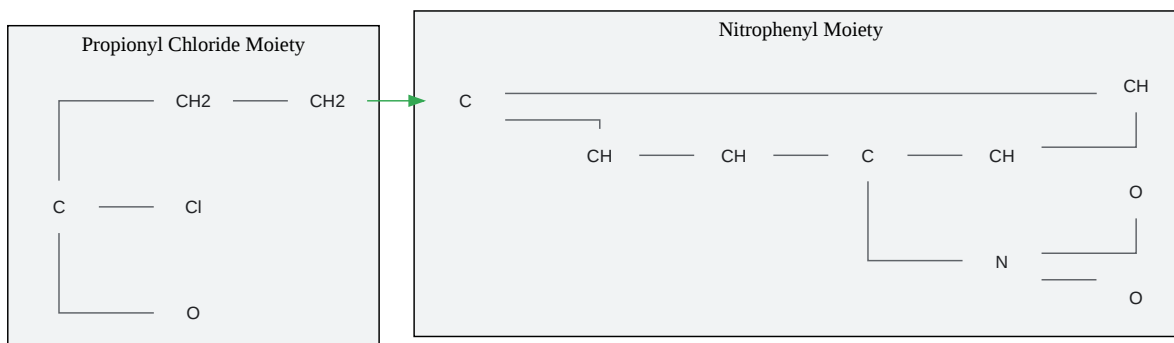 Propionyl Chloride Moiety
CH2 CH2
C Cl
O
Nitrophenyl Moiety
C CH
CH CH C CH
O
N
O